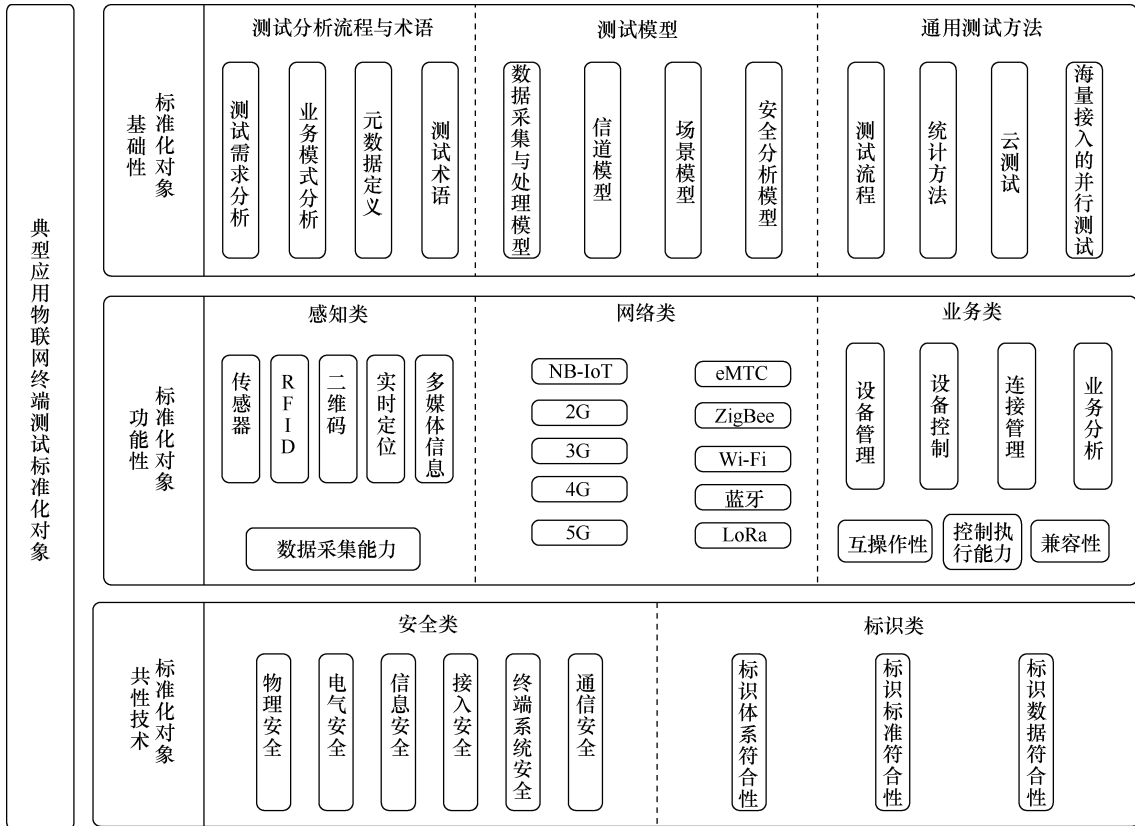 典型应用物联网终端测试标准化对象
基础性
标准化对象
测试分析流程与术语
测试需求分析
业务模式分析
元数据定义
测试术语
测试模型
数据采集与处理模型
信道模型
场景模型
安全分析模型
通用测试方法
测试流程
统计方法
云测试
海量接入的并行测试
功能性
标准化对象
感知类
传感器
RFID
二维码
实时定位
多媒体信息
数据采集能力
网络类
NB-IoT
eMTC
2G
ZigBee
3G
Wi-Fi
4G
蓝牙
5G
LoRa
业务类
设备管理
设备控制
连接管理
业务分析
互操作性
控制执
行能力
兼容性
共性技术
标准化对象
安全类
物理安全
电气安全
信息安全
接入安全
终端系统安全
通信安全
标识类
标识体系符合性
标识标准符合性
标识数据符合性